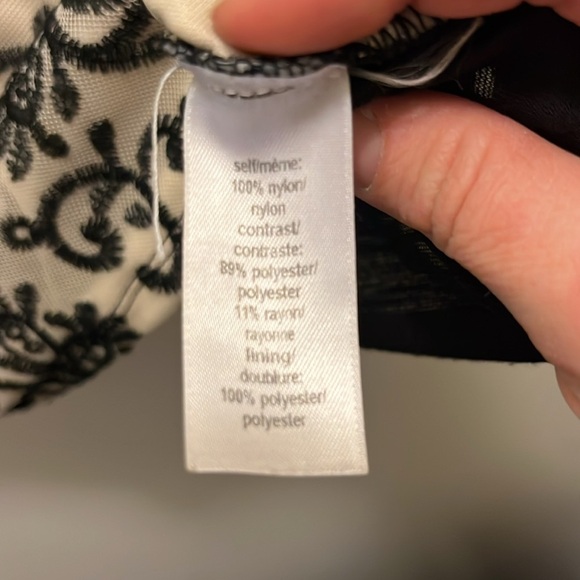 self/même:
100% nylon/
nylon
contrast/
contraste:
89% polyester/
polyester
11% rayon/
rayonne
lining/
doublure:
100% polyester/
polyester